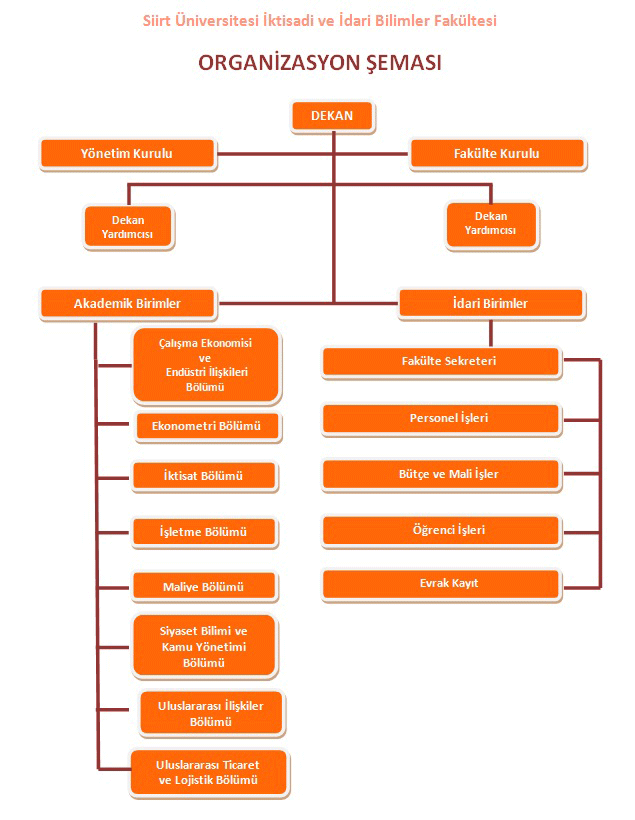 Siirt Üniversitesi İktisadi ve İdari Bilimler Fakültesi
ORGANİZASYON ŞEMASI
DEKAN
Yönetim Kurulu
Fakülte Kurulu
Dekan
Yardımcısı
Dekan
Yardımcısı
Akademik Birimler
İdari Birimler
Çalışma Ekonomisi
ve
Endüstri İlişkileri
Bölümü
Ekonometri Bölümü
İktisat Bölümü
İşletme Bölümü
Maliye Bölümü
Siyaset Bilimi ve
Kamu Yönetimi
Bölümü
Uluslararası İlişkiler
Bölümü
Uluslararası Ticaret
ve Lojistik Bölümü
Fakülte Sekreteri
Personel İşleri
Bütçe ve Mali İşler
Öğrenci İşleri
Evrak Kayıt